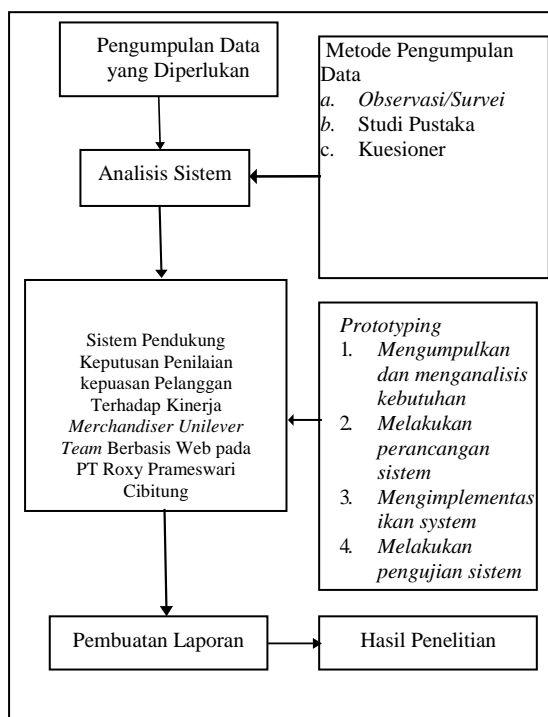 Pengumpulan Data
yang Diperlukan
Metode Pengumpulan
Data
a. Observasi/Survei
b. Studi Pustaka
c. Kuesioner
Analisis Sistem
Sistem Pendukung
Keputusan Penilaian
kepuasan Pelanggan
Terhadap Kinerja
Merchandiser Unilever
Team Berbasis Web pada
PT Roxy Prameswari
Cibitung
Prototyping
1. Mengumpulkan
dan menganalisis
kebutuhan
2. Melakukan
perancangan
sistem
3. Mengimplementas
ikan system
4. Melakukan
pengujian sistem
Pembuatan Laporan
Hasil Penelitian